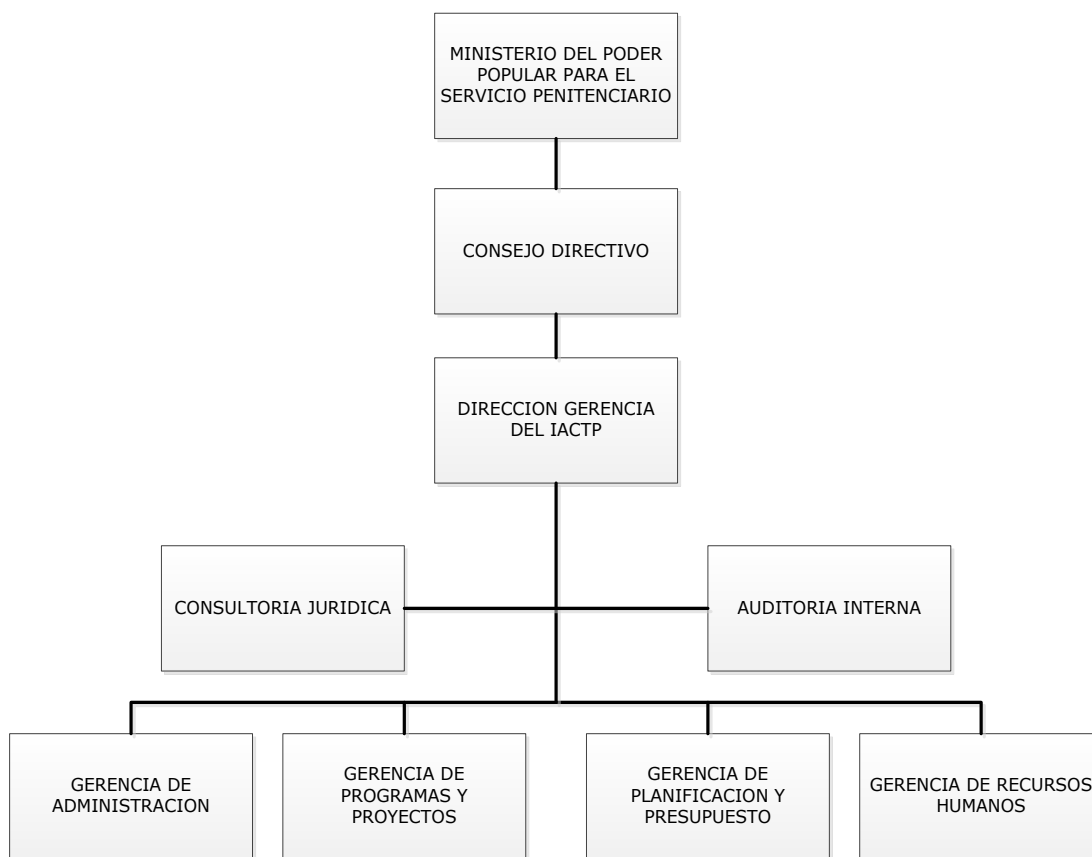 MINISTERIO DEL PODER
POPULAR PARA EL
SERVICIO PENITENCIARIO
CONSEJO DIRECTIVO
DIRECCION GERENCIA
DEL IACTP
CONSULTORIA JURIDICA
AUDITORIA INTERNA
GERENCIA DE
ADMINISTRACION
GERENCIA DE
PROGRAMAS Y
PROYECTOS
GERENCIA DE
PLANIFICACION Y
PRESUPUESTO
GERENCIA DE RECURSOS
HUMANOS